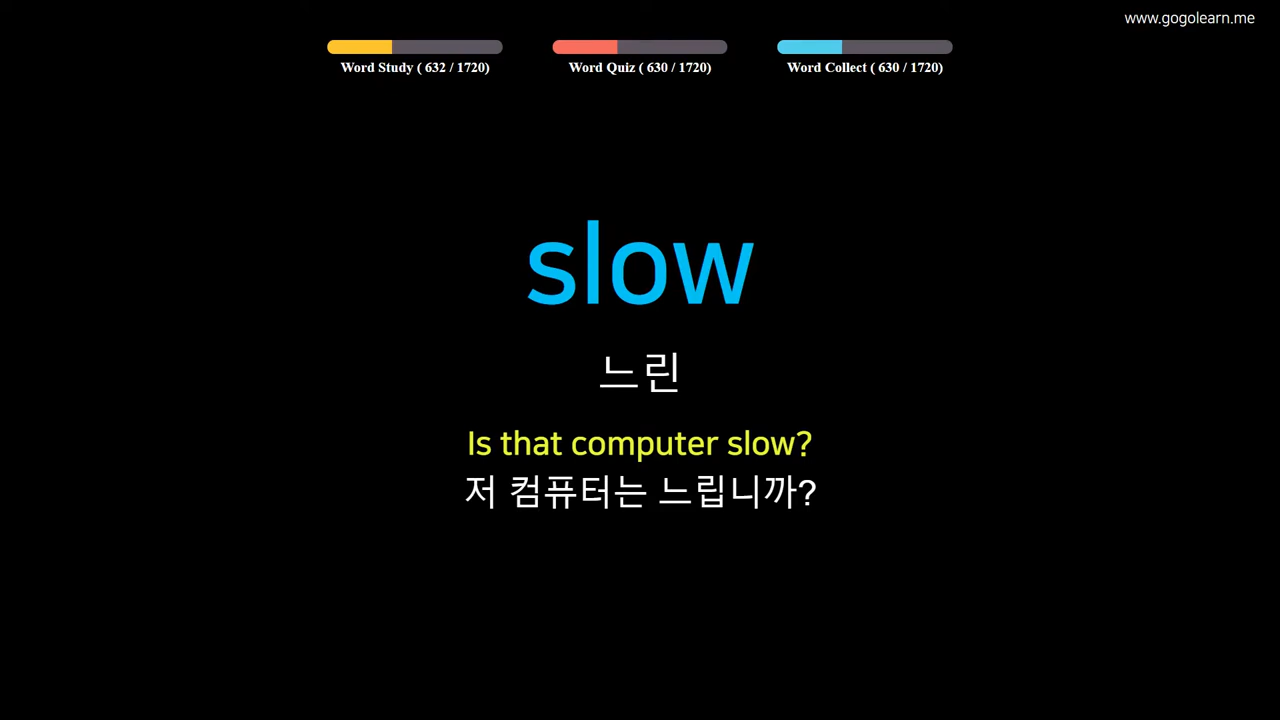 www.gogolearn.me
Word Study ( 632 / 1720) Word Quiz ( 630 / 1720) Word Collect ( 630 / 1720)
slow
느린
Is that computer slow?
저 컴퓨터는 느립니까?